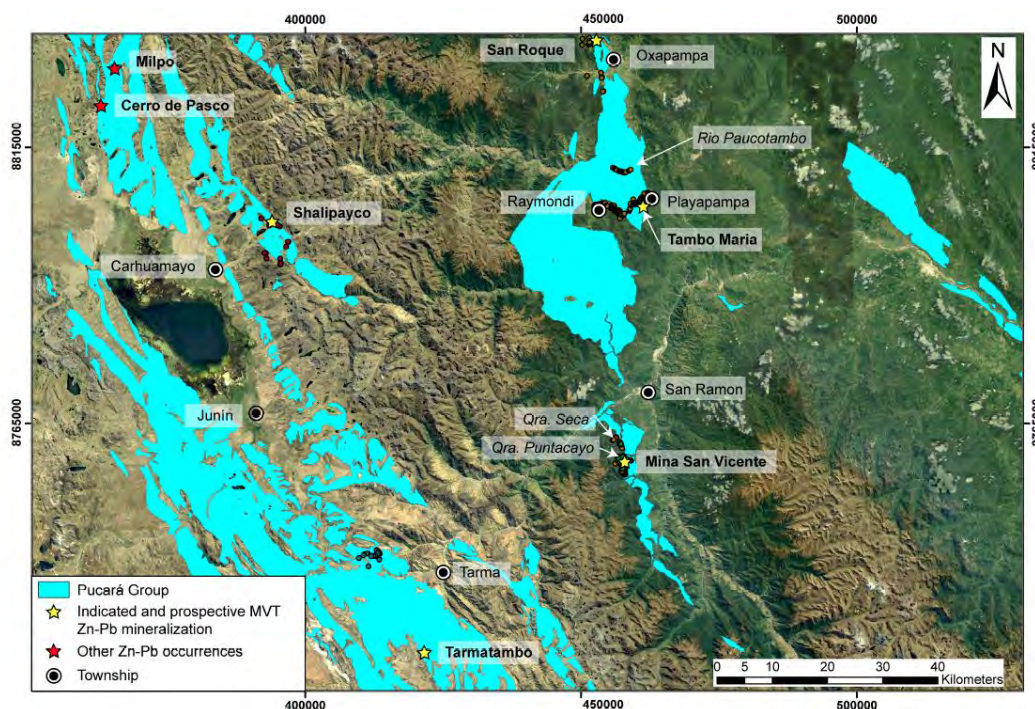 400000
450000
500000
N
San Roque
Oxapampa
Milpo
Cerro de Pasco
8815000
Rio Paucotambo
Raymondi
Playapampa
Shalipayco
Tambo Maria
Carhuamayo
San Ramon
Junín
8765000
Qra. Seca
Qra. Puntacayo
Mina San Vicente
Tarma
Tarmatambo
Pucará Group
Indicated and prospective MVT
Zn-Pb mineralization
Other Zn-Pb occurrences
Township
0 5 10 20 30 40
Kilometers
400000
450000
500000